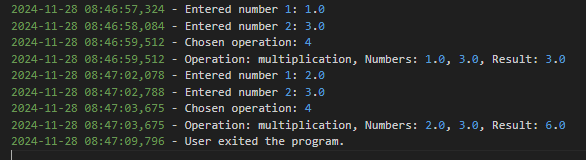 2024-11-28 08:46:57,324 - Entered number 1: 1.0
2024-11-28 08:46:58,084 - Entered number 2: 3.0
2024-11-28 08:46:59,512 - Chosen operation: 4
2024-11-28 08:46:59,512 - Operation: multiplication, Numbers: 1.0, 3.0, Result: 3.0
2024-11-28 08:47:02,078 - Entered number 1: 2.0
2024-11-28 08:47:02,788 - Entered number 2: 3.0
2024-11-28 08:47:03,675 - Chosen operation: 4
2024-11-28 08:47:03,675 - Operation: multiplication, Numbers: 2.0, 3.0, Result: 6.0
2024-11-28 08:47:09,796 - User exited the program.